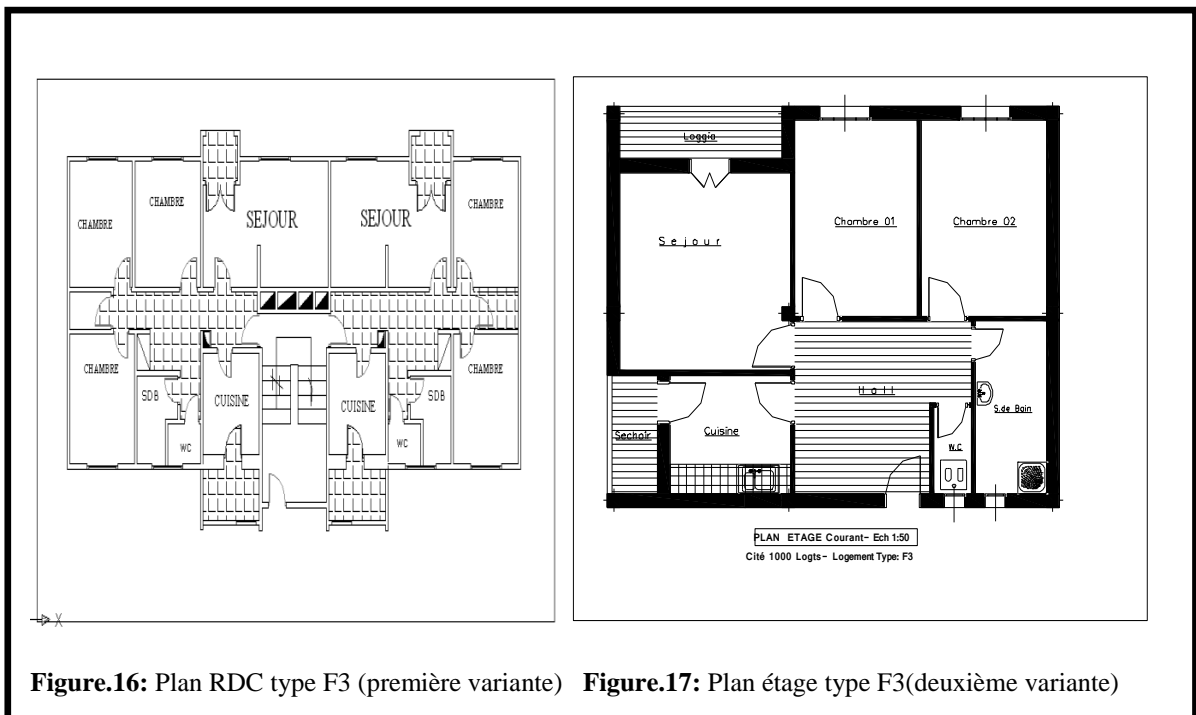 CHAMBRE
CHAMBRE
SEJOUR
SEJOUR
CHAMBRE
CHAMBRE
SDB
CUISINE
WC
CUISINE
SDB
WC
CHAMBRE
X
Loggia
Sejour
Chambre 01
Chambre 02
Hall
Sechoir
Cuisine
W.C
S.de Bain
PLAN ETAGE Courant- Ech 1:50
Cité 1000 Logts- Logement Type: F3
Figure.16: Plan RDC type F3 (première variante) Figure.17: Plan étage type F3(deuxième variante)